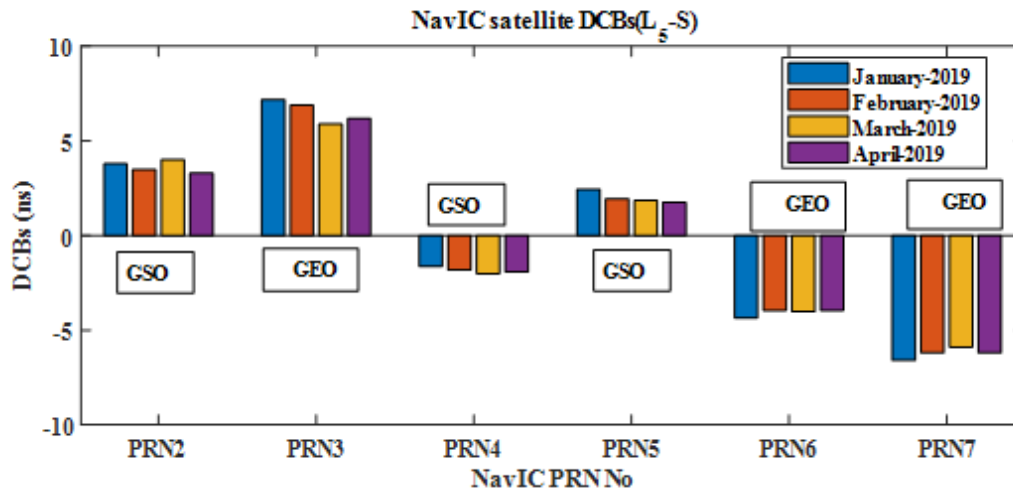 NavIC satellite DCBs(L5-S)
10
5
0
-5
-10
DCBs (ns)
January-2019
February-2019
March-2019
April-2019
GSO
GEO
GSO
GSO
GEO
GEO
PRN2 PRN3 PRN4 PRN5 PRN6 PRN7
NavIC PRN No